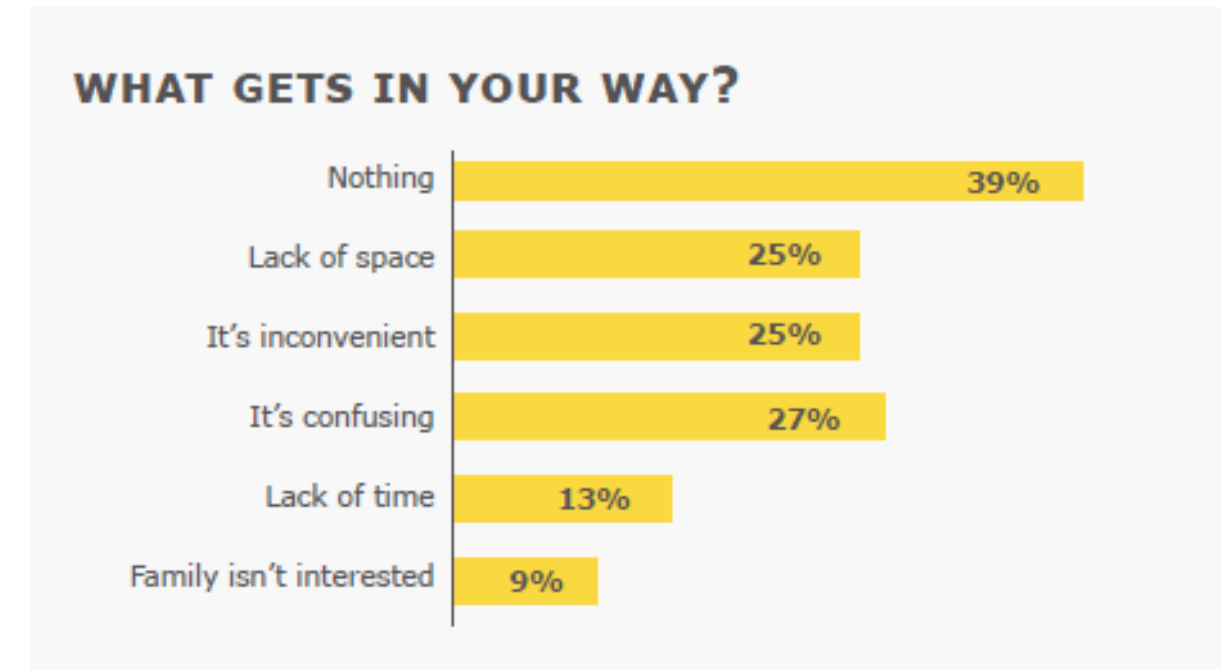 WHAT GETS IN YOUR WAY?
Nothing 39%
Lack of space 25%
It's inconvenient 25%
It's confusing 27%
Lack of time 13%
Family isn't interested 9%